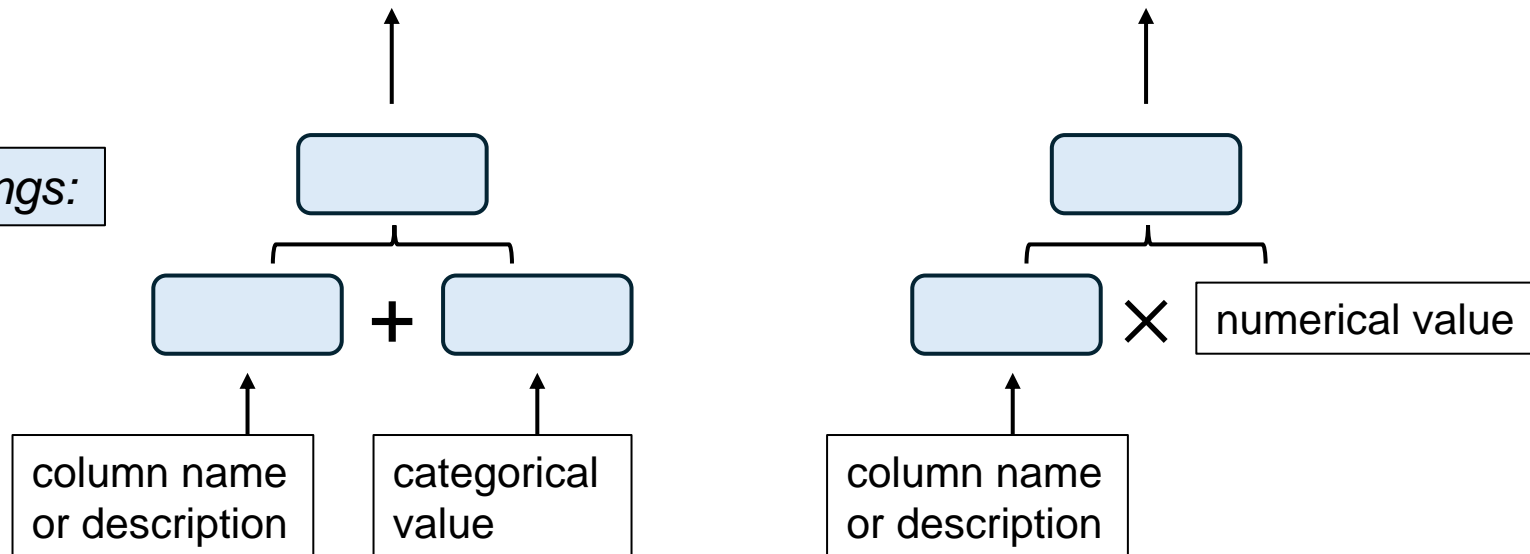 ngs:
+
× numerical value
column name
or description
categorical
value
column name
or description